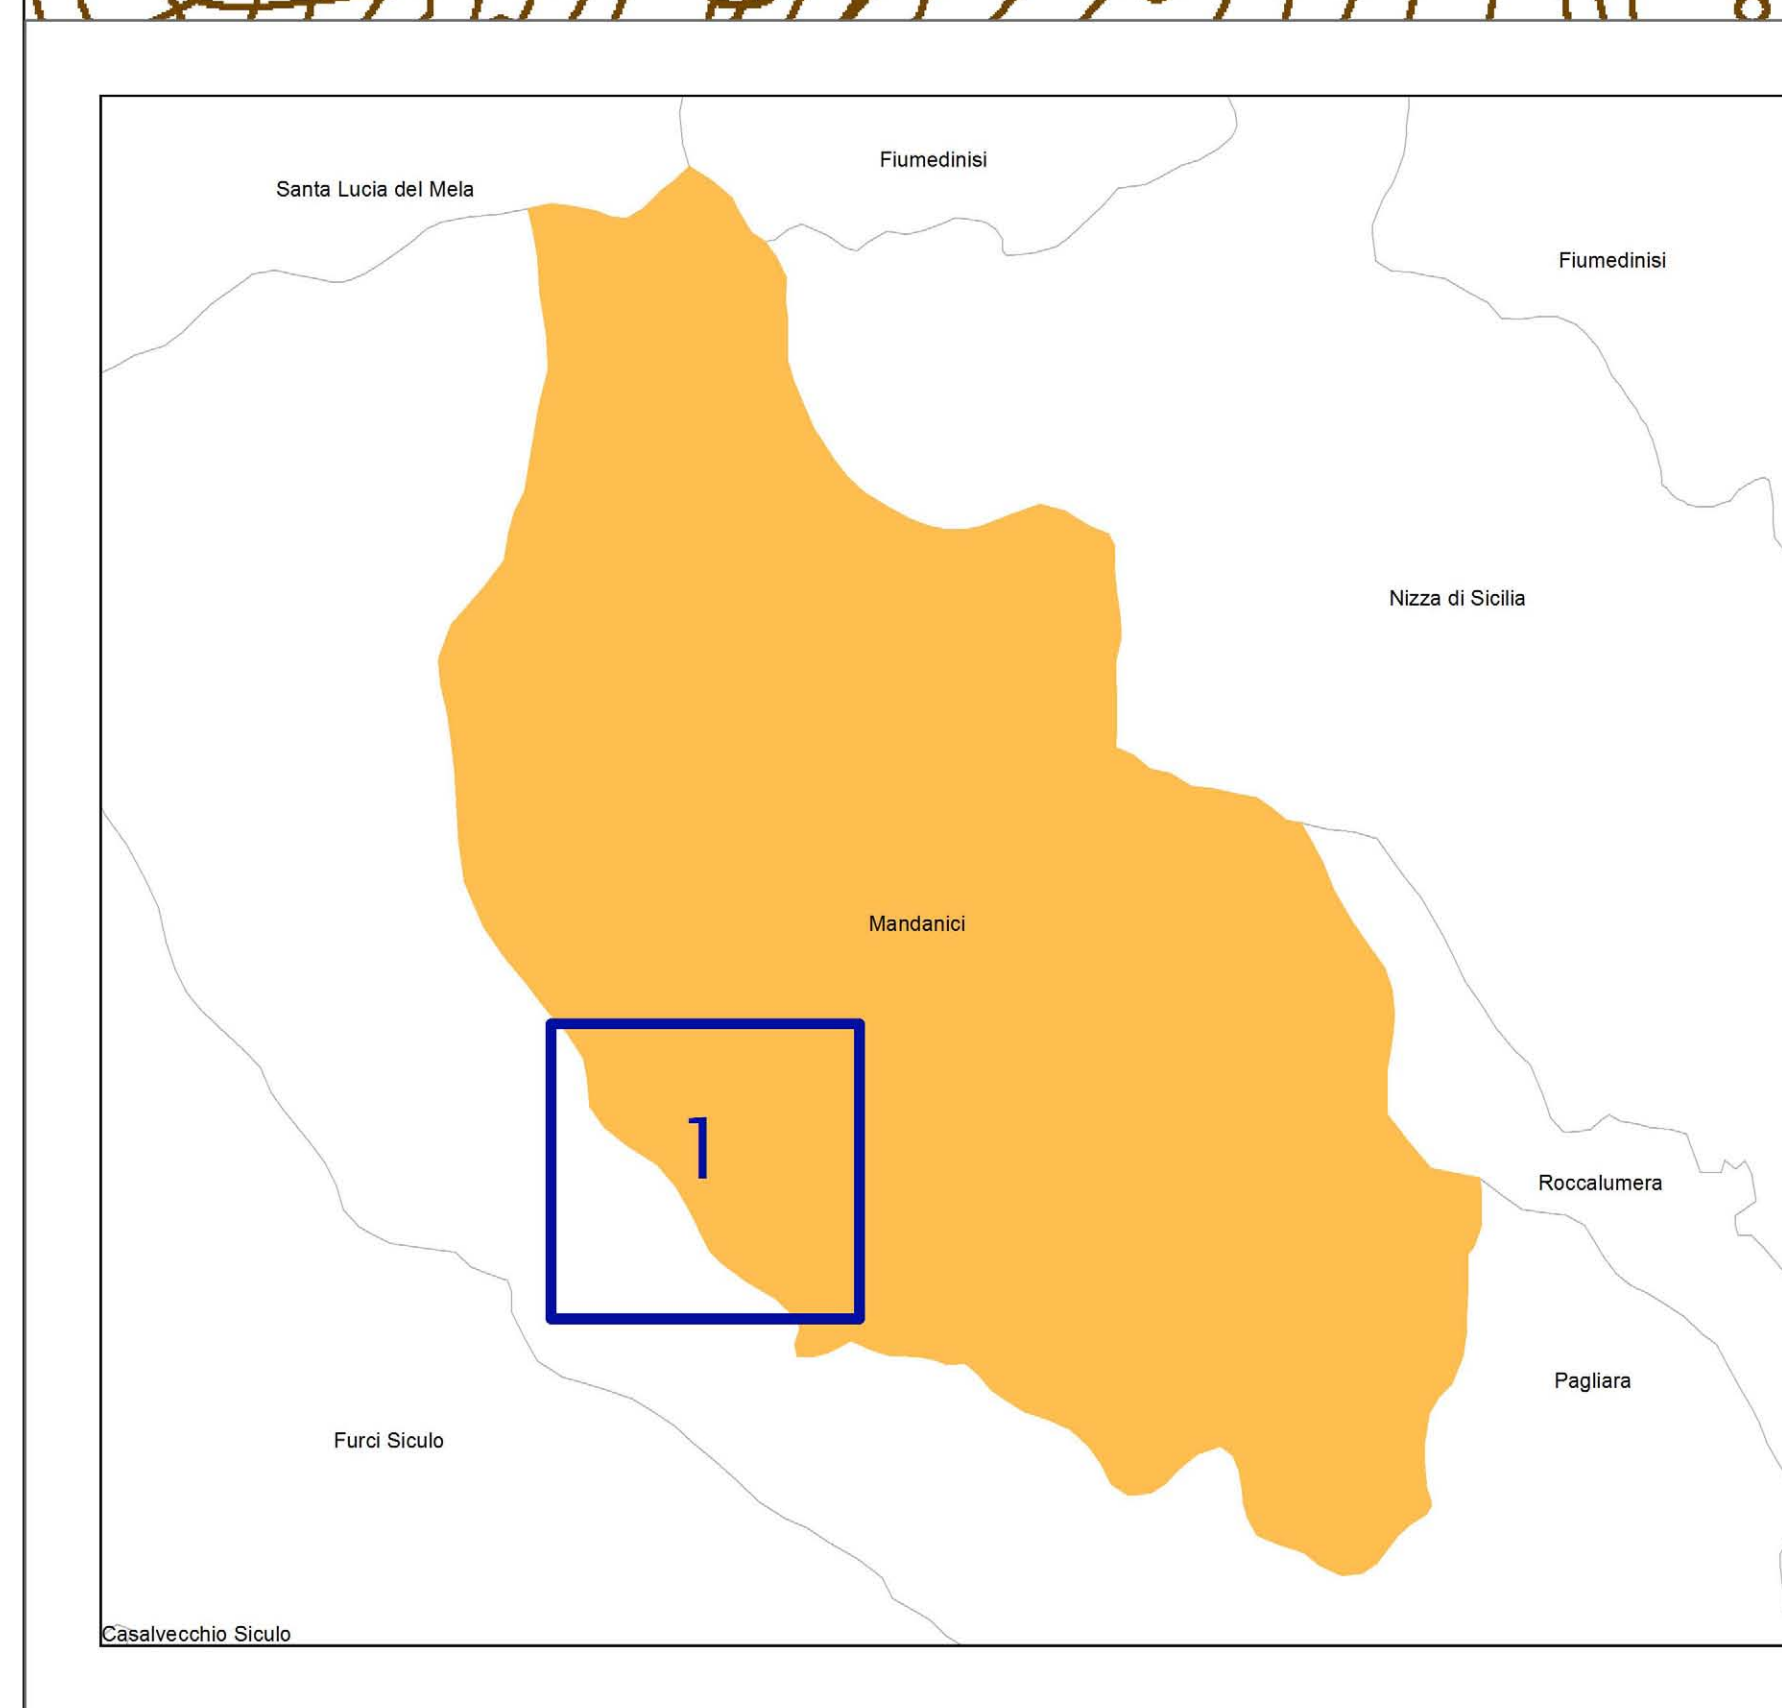 Fiumedinisi
Santa Lucia del Mela
Fiumedinisi
Nizza di Sicilia
Mandanici
1
Roccalumera
Pagliara
Furci Siculo
Casalvecchio Siculo